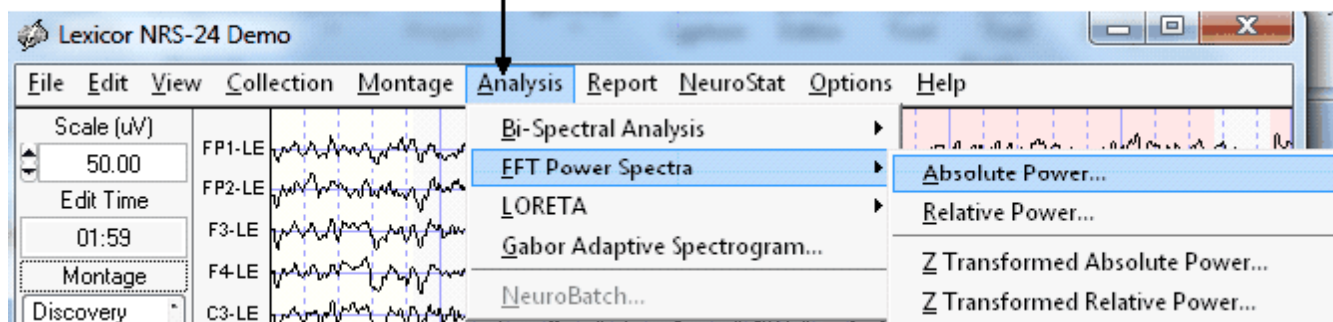 Lexicor NRS-24 Demo
File Edit View Collection Montage Analysis Report NeuroStat Options Help
Scale (uV)
50.00
Edit Time
01:59
Montage
Discovery
FP1-LE
FP2-LE
F3-LE
F4-LE
C3-LE
Bi-Spectral Analysis
FFT Power Spectra
LORETA
Gabor Adaptive Spectrogram...
NeuroBatch...
Absolute Power...
Relative Power...
Z Transformed Absolute Power...
Z Transformed Relative Power...